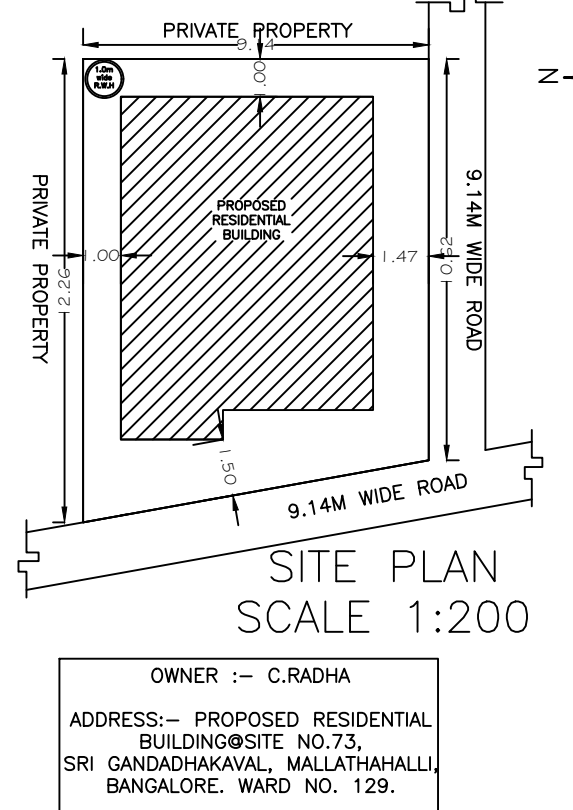 PRIVATE PROPERTY
9.14
1.00
1.0m
wide
R.W.H
N
PROPOSED
RESIDENTIAL
BUILDING
PRIVATE PROPERTY
12.26
1.00
1.47
9.14M WIDE ROAD
1.50
9.14M WIDE ROAD
SITE PLAN
SCALE 1:200
OWNER :- C.RADHA
ADDRESS:- PROPOSED RESIDENTIAL
BUILDING@SITE NO.73,
SRI GANDADHAKAVAL, MALLATHAHALLI,
BANGALORE. WARD NO. 129.